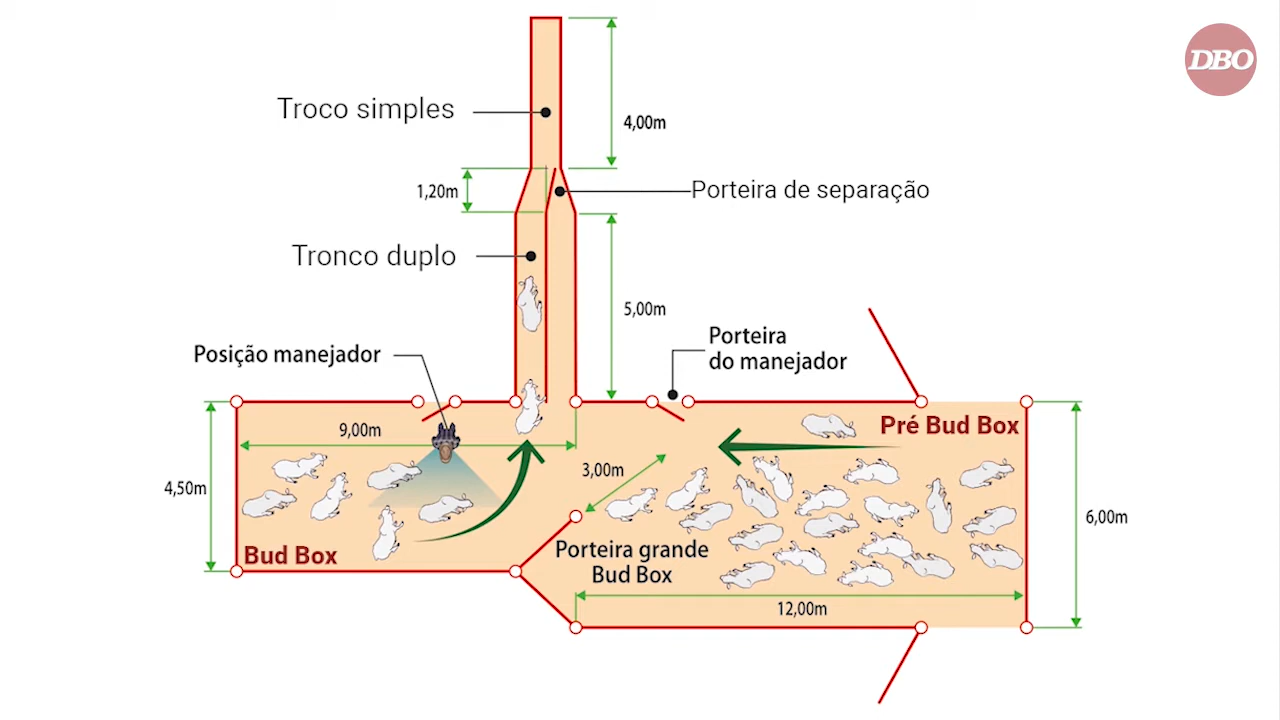 DBO
Troco simples
4,00m
1,20m
Porteira de separação
Tronco duplo
5,00m
Posição manejador
Porteira
do manejador
9,00m
Pré Bud Box
3,00m
4,50m
6,00m
Bud Box
Porteira grande
Bud Box
12,00m